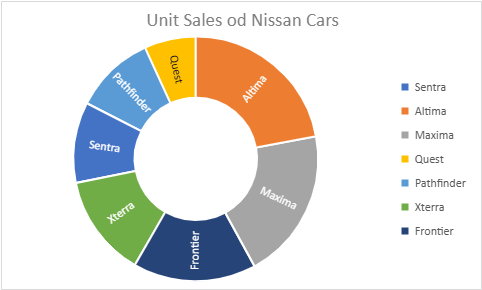 Unit Sales od Nissan Cars
Altima
Maxima
Frontier
Xterra
Sentra
Pathfinder
Quest
Sentra
Altima
Maxima
Quest
Pathfinder
Xterra
Frontier